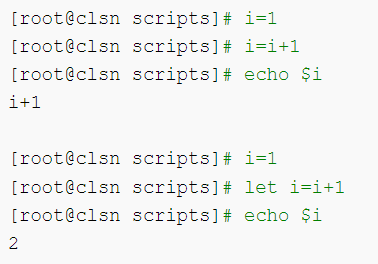 [root@clsn scripts]# i=1
[root@clsn scripts]# i=i+1
[root@clsn scripts]# echo $i
i+1
[root@clsn scripts]# i=1
[root@clsn scripts]# let i=i+1
[root@clsn scripts]# echo $i
2